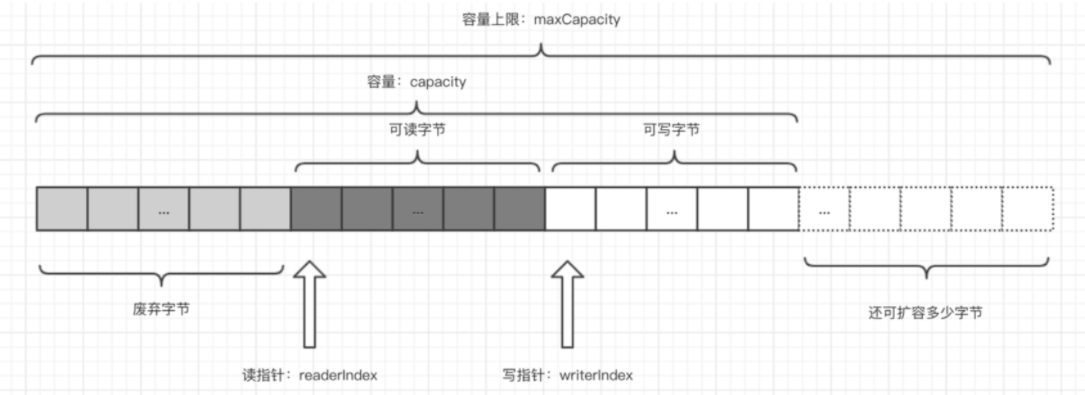 容量上限：maxCapacity
容量：capacity
可读字节
可写字节
...
...
...
...
废弃字节
还可扩容多少字节
读指针：readerIndex
写指针：writerIndex